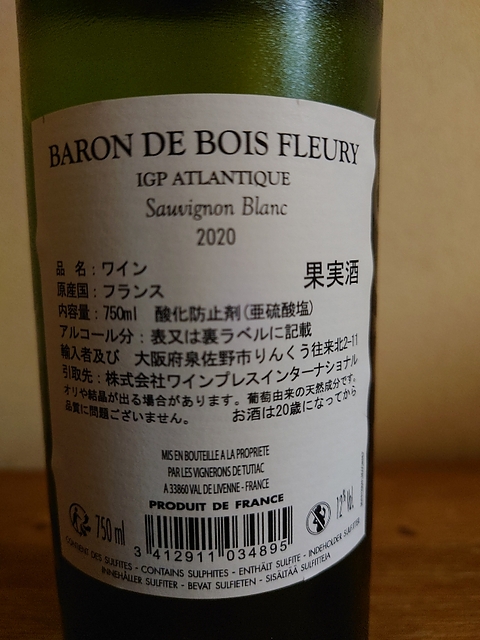 BARON DE BOIS FLEURY
IGP ATLANTIQUE
Sauvignon Blanc
2020
品 名：ワイン
果実酒
原産国：フランス
内容量：750ml 酸化防止剤(亜硫酸塩)
アルコール分：表又は裏ラベルに記載
輸入者及び 大阪府泉佐野市りんくう往来北2-11
引取先：株式会社ワインプレスインターナショナル
オリや結晶が出る場合があります。葡萄由来の天然成分です。
品質に問題ございません。 お酒は20歳になってから
MIS EN BOUTEILLE A LA PROPRIETE
PAR LES VIGNERONS DE TUTIAC
A 33860 VAL DE LIVENNE - FRANCE
PRODUIT DE FRANCE
750 ml
12% Vol.
3 412911 034895
CONTIENT DES SULFITES - CONTAINS SULPHITES - ENTHÄLT SULFITE - INDEHOLDER SULFITTER
INNEHÅLLER SULFITER - BEVAT SULFIETEN - SISÄLTÄÄ SULFIITTEJA